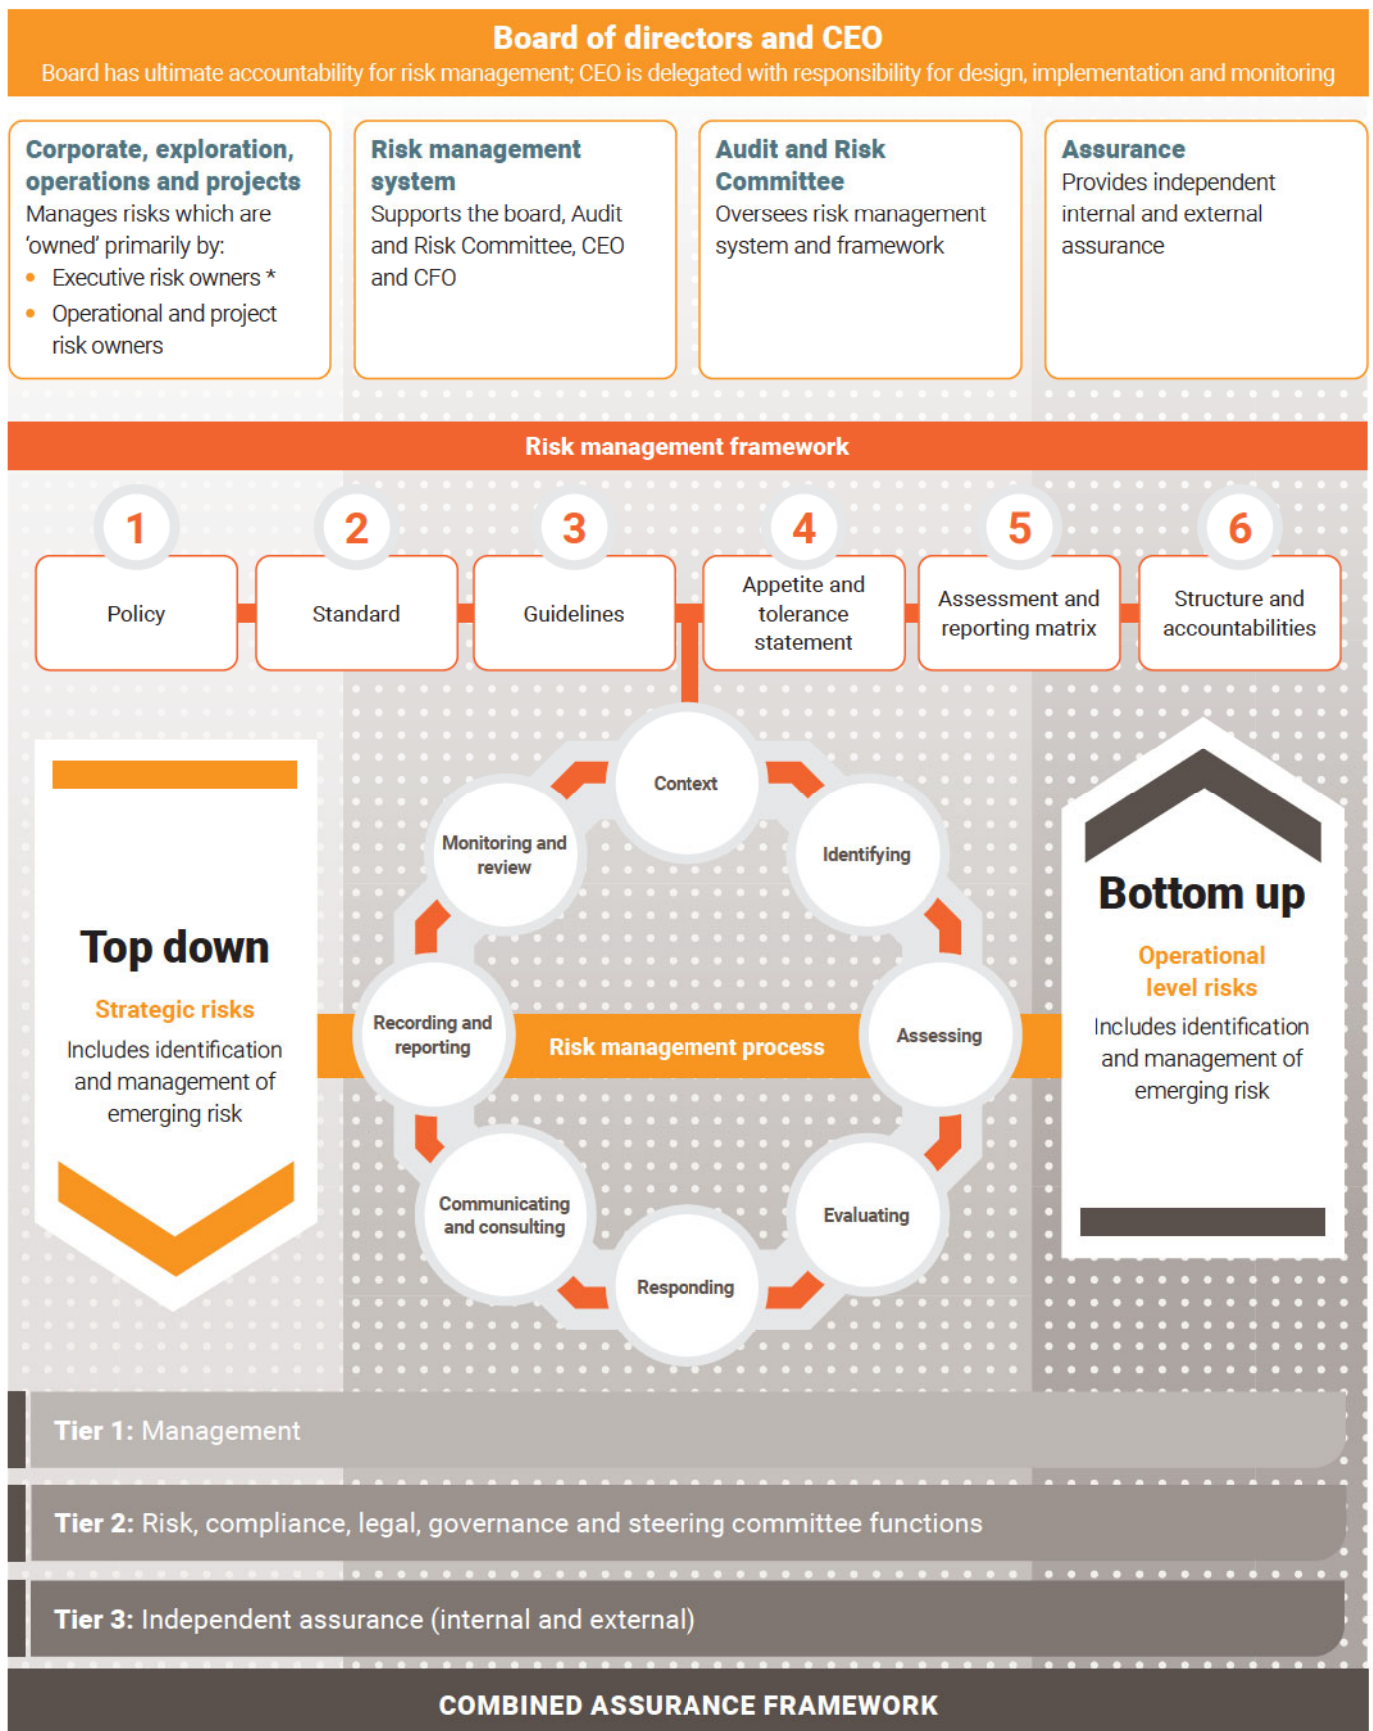 Board of directors and CEO
Board has ultimate accountability for risk management; CEO is delegated with responsibility for design, implementation and monitoring
Corporate, exploration,
operations and projects
Manages risks which are
‘owned’ primarily by:
• Executive risk owners *
• Operational and project
risk owners
Risk management
system
Supports the board, Audit
and Risk Committee, CEO
and CFO
Audit and Risk
Committee
Oversees risk management
system and framework
Assurance
Provides independent
internal and external
assurance
Risk management framework
1
Policy
2
Standard
3
Guidelines
4
Appetite and
tolerance
statement
5
Assessment and
reporting matrix
6
Structure and
accountabilities
Top down
Strategic risks
Includes identification
and management of
emerging risk
Context
Identifying
Assessing
Evaluating
Responding
Communicating
and consulting
Recording and
reporting
Monitoring and
review
Risk management process
Bottom up
Operational
level risks
Includes identification
and management of
emerging risk
Tier 1: Management
Tier 2: Risk, compliance, legal, governance and steering committee functions
Tier 3: Independent assurance (internal and external)
COMBINED ASSURANCE FRAMEWORK